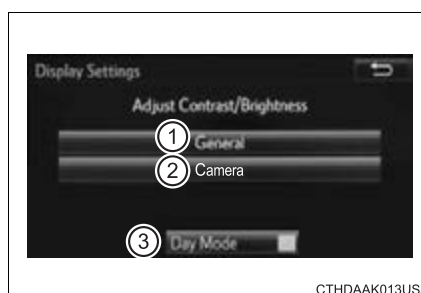 Display Settings
Adjust Contrast/Brightness
1 General
2 Camera
3 Day Mode
CTHDAAK013US